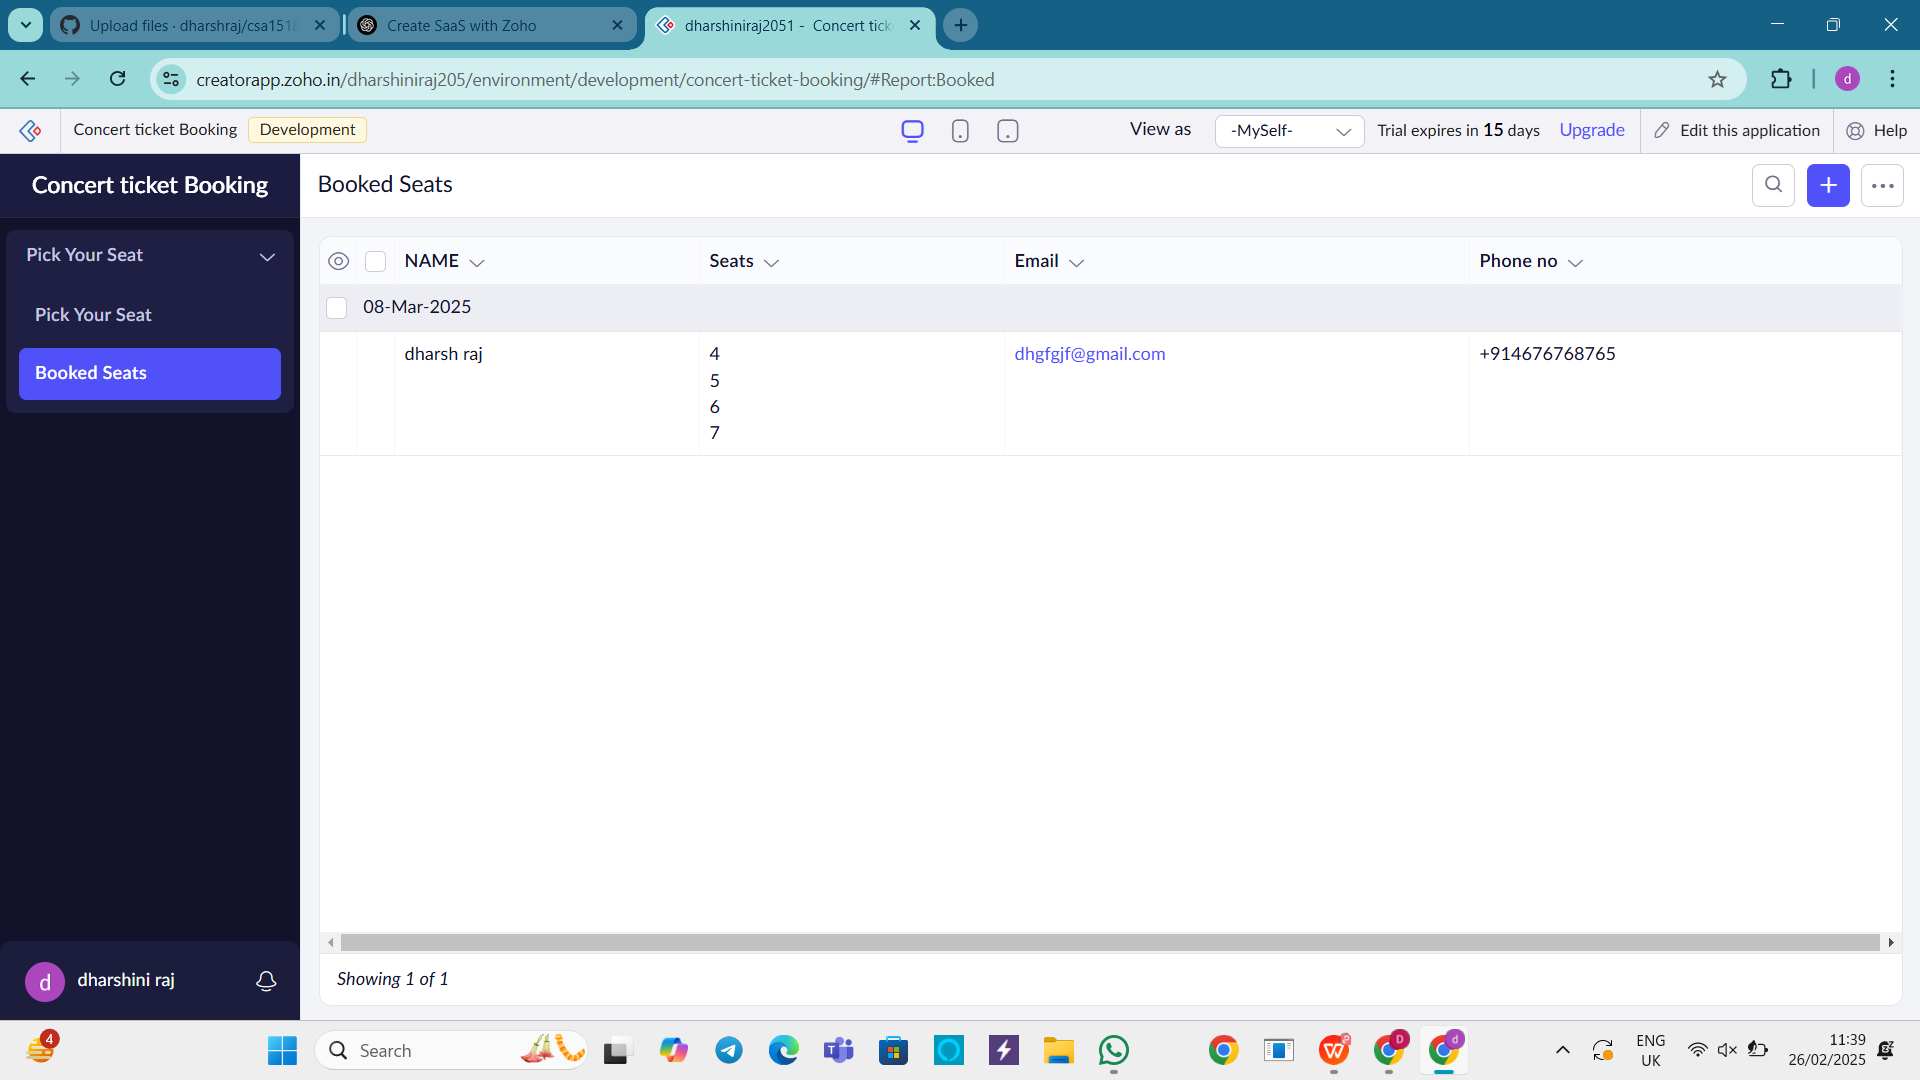 Upload files · dharshraj/csa151
Create SaaS with Zoho
dharshiniraj2051 - Concert tick
creatorapp.zoho.in/dharshiniraj205/environment/development/concert-ticket-booking/#Report:Booked
d
Concert ticket Booking
Development
View as
-MySelf-
Trial expires in 15 days
Upgrade
Edit this application
Help
Concert ticket Booking
Booked Seats
Pick Your Seat
Pick Your Seat
Booked Seats
NAME
Seats
Email
Phone no
08-Mar-2025
dharsh raj
4
dhgfgjf@gmail.com
+914676768765
5
6
7
Showing 1 of 1
d
dharshini raj
4
Search
D
d
ENG
UK
11:39
26/02/2025